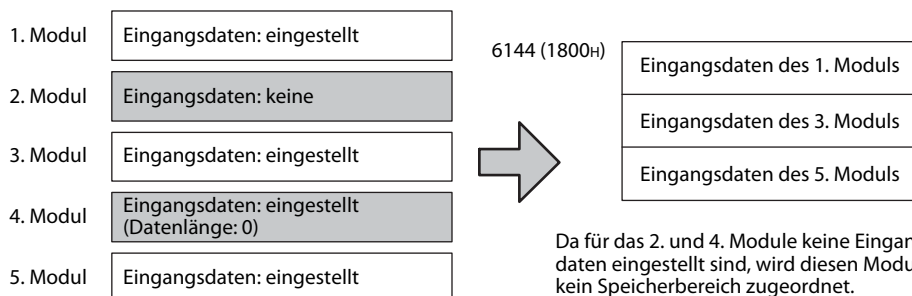 1. Modul
Eingangsdaten: eingestellt
2. Modul
Eingangsdaten: keine
3. Modul
Eingangsdaten: eingestellt
4. Modul
Eingangsdaten: eingestellt
(Datenlänge: 0)
5. Modul
Eingangsdaten: eingestellt
6144 (1800H)
Eingangsdaten des 1. Moduls
Eingangsdaten des 3. Moduls
Eingangsdaten des 5. Moduls
Da für das 2. und 4. Module keine
daten eingestellt sind, wird diesen
kein Speicherbereich zugeordnet.